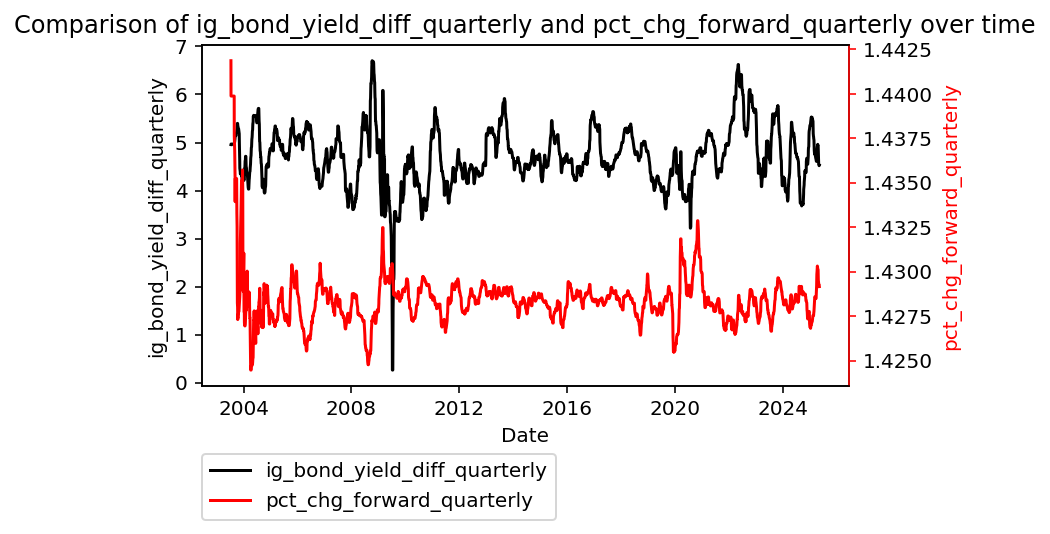 Comparison of ig_bond_yield_diff_quarterly and pct_chg_forward_quarterly over time
7
6
5
4
3
2
1
0
ig_bond_yield_diff_quarterly
1.4425
1.4400
1.4375
1.4350
1.4325
1.4300
1.4275
1.4250
pct_chg_forward_quarterly
2004 2008 2012 2016 2020 2024
Date
ig_bond_yield_diff_quarterly
pct_chg_forward_quarterly